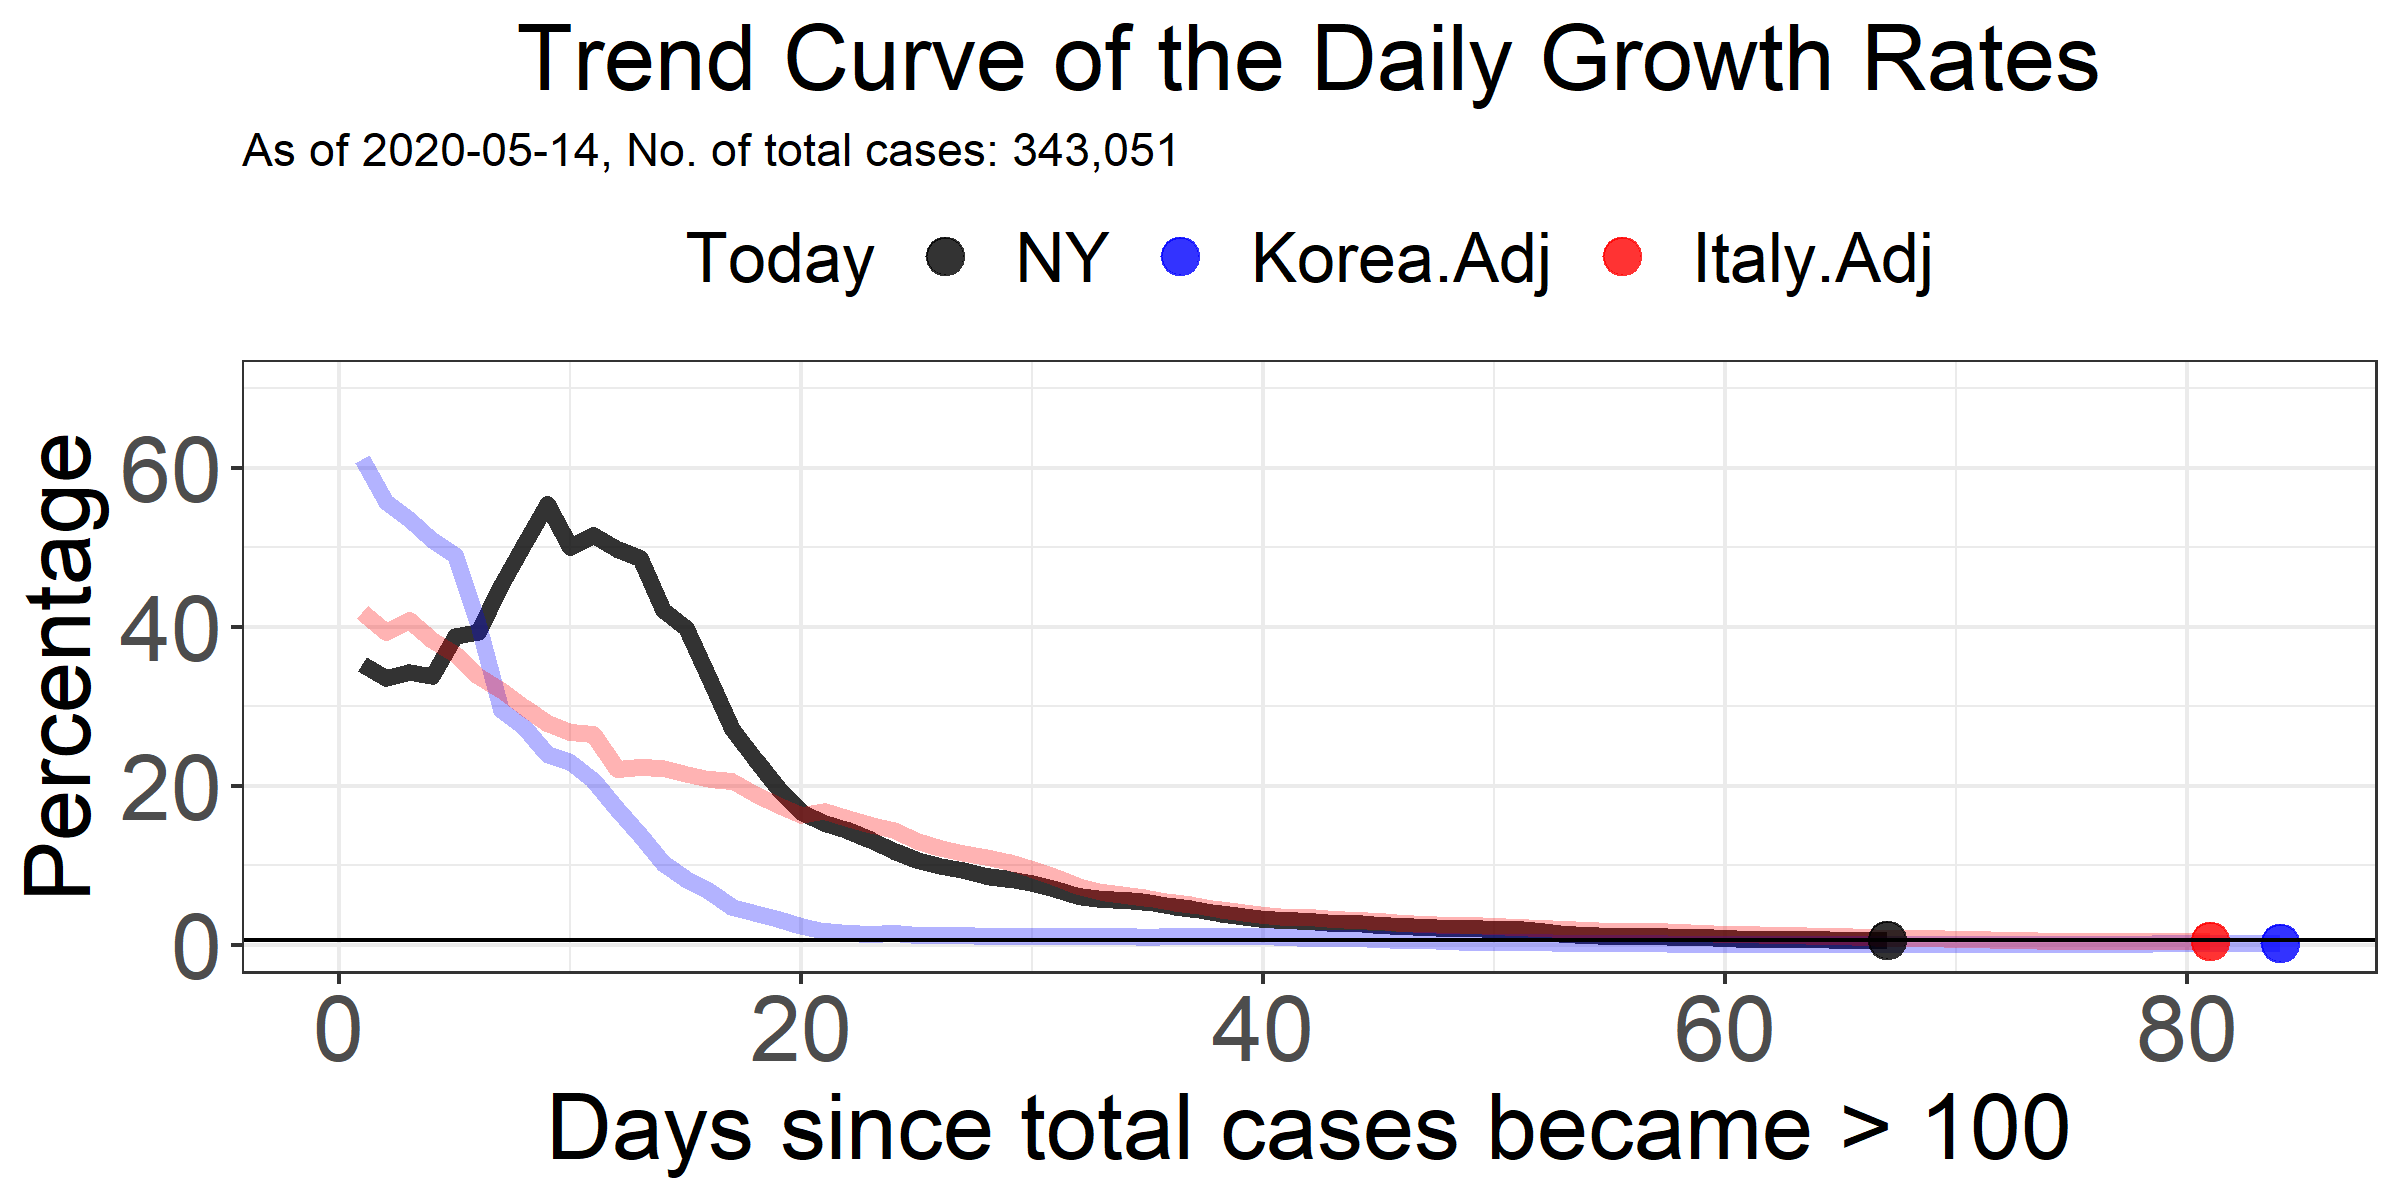 Trend Curve of the Daily Growth Rates
As of 2020-05-14, No. of total cases: 343,051
Today NY Korea.Adj Italy.Adj
Percentage
60
40
20
0
0 20 40 60 80
Days since total cases became > 100